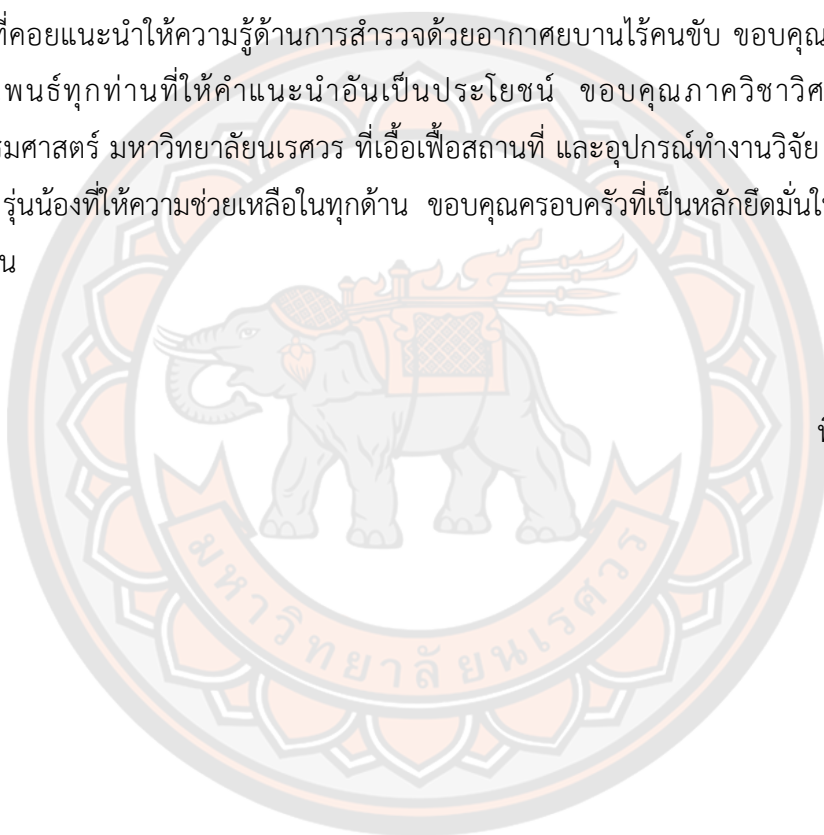 ที่คอยแนะนำให้ความรู้ด้านการสำรวจด้วยอากาศยบานไร้คนขับ ขอบคุณ
พนธ์ทุกท่านที่ให้คำแนะนำอันเป็นประโยชน์ ขอบคุณภาควิชาวิศ
รมศาสตร์ มหาวิทยาลัยนเรศวร ที่เอื้อเฟื้อสถานที่ และอุปกรณ์ทำงานวิจัย
รุ่นน้องที่ให้ความช่วยเหลือในทุกด้าน ขอบคุณครอบครัวที่เป็นหลักยึดมั่นใ
น
มหาวิทยาลัยนเรศวร